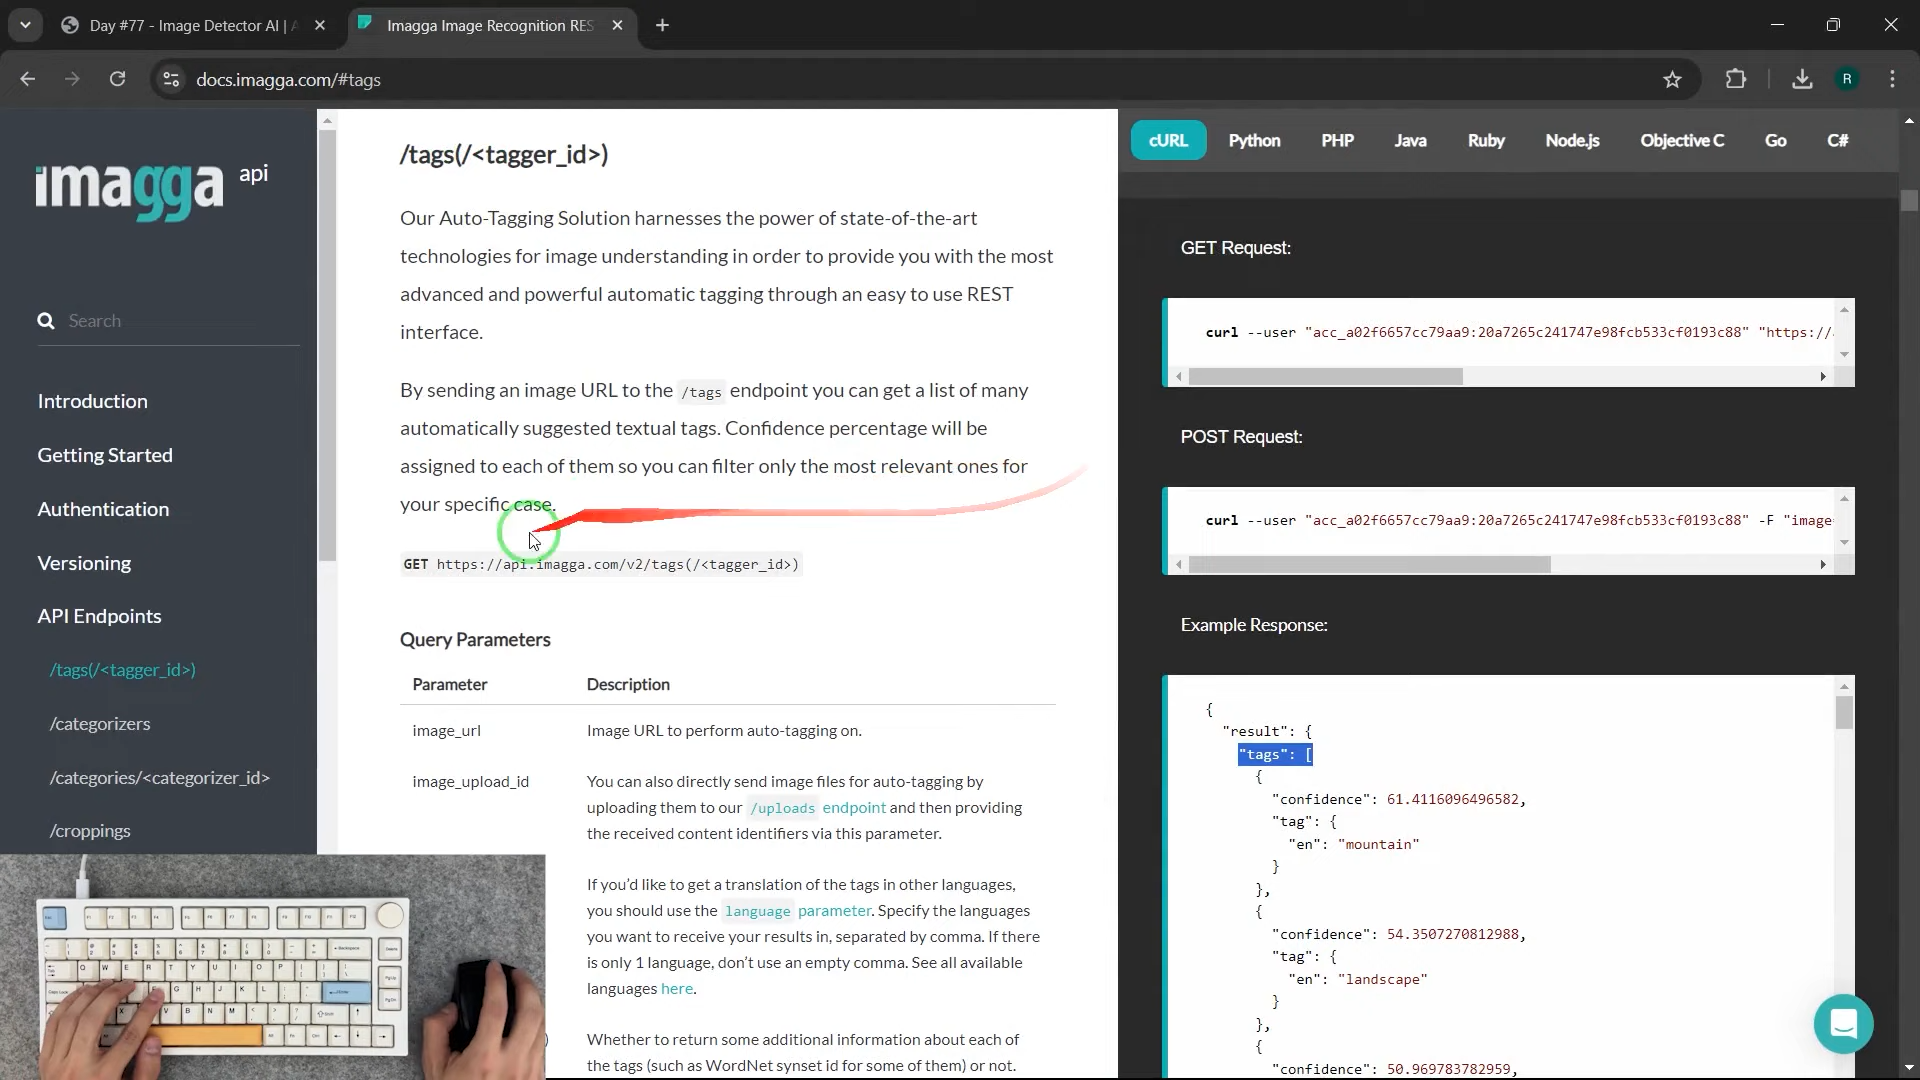 Day #77 - Image Detector AI |
Imagga Image Recognition RES
R
docs.imagga.com/#tags
imagga api
Search
Introduction
Getting Started
Authentication
Versioning
API Endpoints
/tags(/<tagger_id>)
/categorizers
/categories/<categorizer_id>
/croppings
/tags(/<tagger_id>)
Our Auto-Tagging Solution harnesses the power of state-of-the-art
technologies for image understanding in order to provide you with the most
advanced and powerful automatic tagging through an easy to use REST
interface.
By sending an image URL to the /tags endpoint you can get a list of many
automatically suggested textual tags. Confidence percentage will be
assigned to each of them so you can filter only the most relevant ones for
your specific case.
GET https://api.imagga.com/v2/tags(/<tagger_id>)
Query Parameters
Parameter Description
image_url Image URL to perform auto-tagging on.
image_upload_id You can also directly send image files for auto-tagging by
uploading them to our /uploads endpoint and then providing
the received content identifiers via this parameter.
If you’d like to get a translation of the tags in other languages,
you should use the language parameter. Specify the languages
you want to receive your results in, separated by comma. If there
is only 1 language, don’t use an empty comma. See all available
languages here.
Whether to return some additional information about each of
the tags (such as WordNet synset id for some of them) or not.
cURL Python PHP Java Ruby Node.js Objective C Go C#
GET Request:
curl --user "acc_a02f6657cc79aa9:20a7265c241747e98fcb533cf0193c88" "https://
POST Request:
curl --user "acc_a02f6657cc79aa9:20a7265c241747e98fcb533cf0193c88" -F "image
Example Response:
{
"result": {
"tags": [
{
"confidence": 61.4116096496582,
"tag": {
"en": "mountain"
}
},
{
"confidence": 54.3507270812988,
"tag": {
"en": "landscape"
}
},
{
"confidence": 50.969783782959,